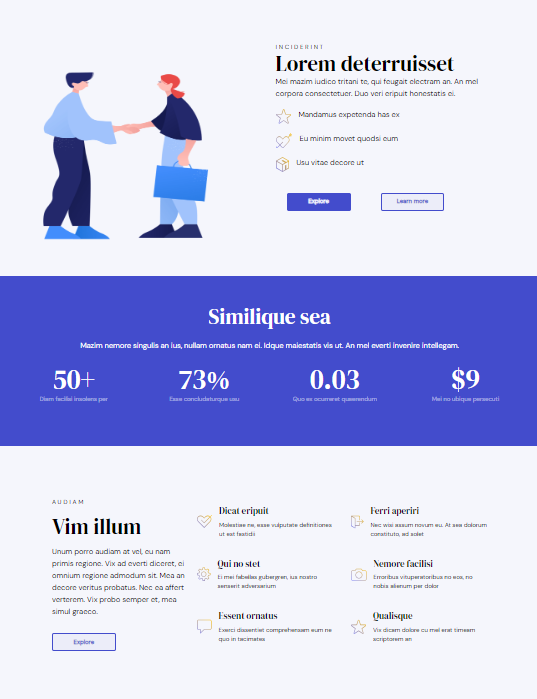 INCIDERINT
Lorem deterruisset
Mei mazim iudico tritani te, qui feugait electram an. An mel
corpora consectetuer. Duo veri eripuit honestatis ei.
Mandamus expetenda has ex
Eu minim movet quodsi eum
Usu vitae decore ut
Explore
Learn more
Similique sea
Mazim nemore singulis an ius, nullam ornatus nam ei. Idque maiestatis vis ut. An mel everti invenire intellegam.
50+
73%
0.03
$9
Diam facilisi insolens per
Esse concludaturque usu
Quo ex ocurreret quaerendum
Mel no ubique persecuti
AUDIAM
Vim illum
Unum porro audiam at vel, eu nam
primis regione. Vix ad everti diceret, ei
omnium regione admodum sit. Mea an
decore veritus probatus. Nec ea affert
verterem. Vix probo semper et, mea
simul graeco.
Explore
Dicat eripuit
Molestiae ne, esse vulputate definitiones
ut est fastidii
Ferri aperiri
Nec wisi assum novum eu. At sea dolorum
constituto, ad solet
Qui no stet
Ei mei fabellas gubergren, ius nostro
senserit adversarium
Nemore facilisi
Erroribus vituperatoribus no eos, no
nobis alienum per dolor
Essent ornatus
Exerci dissentiet comprehensam eum ne
quo in tacimates
Qualisque
Vix dicam dolore cu mel erat timeam
scriptorem an